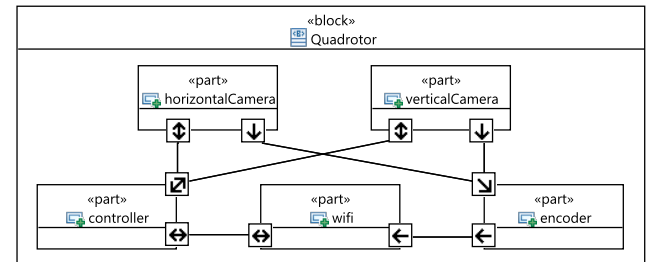 «block»
Quadrotor
«part»
horizontalCamera
«part»
verticalCamera
«part»
controller
«part»
wifi
«part»
encoder